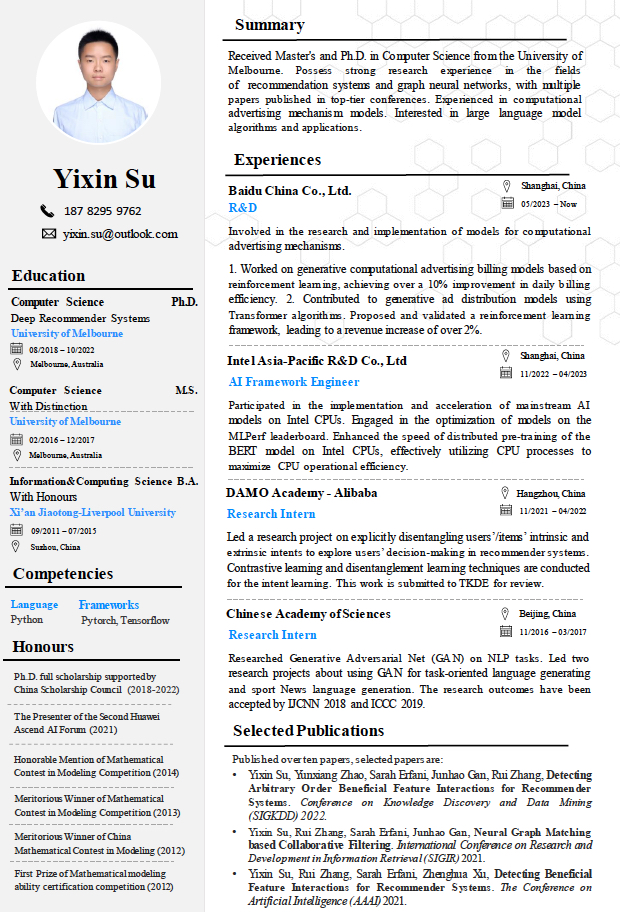 Yixin Su
187 8295 9762
yixin.su@outlook.com
Education
Computer Science Ph.D.
Deep Recommender Systems
University of Melbourne
08/2018 – 10/2022
Melbourne, Australia
Computer Science M.S.
With Distinction
University of Melbourne
02/2016 – 12/2017
Melbourne, Australia
Information&Computing Science B.A.
With Honours
Xi'an Jiaotong-Liverpool University
09/2011 – 07/2015
Suzhou, China
Competencies
Language Frameworks
Python Pytorch, Tensorflow
Honours
Ph.D. full scholarship supported by
China Scholarship Council (2018-2022)
The Presenter of the Second Huawei
Ascend AI Forum (2021)
Honorable Mention of Mathematical
Contest in Modeling Competition (2014)
Meritorious Winner of Mathematical
Contest in Modeling Competition (2013)
Meritorious Winner of China
Mathematical Contest in Modeling (2012)
First Prize of Mathematical modeling
ability certification competition (2012)
Summary
Received Master's and Ph.D. in Computer Science from the University of
Melbourne. Possess strong research experience in the fields
of recommendation systems and graph neural networks, with multiple
papers published in top-tier conferences. Experienced in computational
advertising mechanism models. Interested in large language model
algorithms and applications.
Experiences
Baidu China Co., Ltd.
Shanghai, China
R&D
05/2023 – Now
Involved in the research and implementation of models for computational
advertising mechanisms.
1. Worked on generative computational advertising billing models based on
reinforcement learning, achieving over a 10% improvement in daily billing
efficiency. 2. Contributed to generative ad distribution models using
Transformer algorithms. Proposed and validated a reinforcement learning
framework, leading to a revenue increase of over 2%.
Intel Asia-Pacific R&D Co., Ltd
Shanghai, China
AI Framework Engineer
11/2022 – 04/2023
Participated in the implementation and acceleration of mainstream AI
models on Intel CPUs. Engaged in the optimization of models on the
MLPerf leaderboard. Enhanced the speed of distributed pre-training of the
BERT model on Intel CPUs, effectively utilizing CPU processes to
maximize CPU operational efficiency.
DAMO Academy - Alibaba
Hangzhou, China
Research Intern
11/2021 – 04/2022
Led a research project on explicitly disentangling users'/items' intrinsic and
extrinsic intents to explore users' decision-making in recommender systems.
Contrastive learning and disentanglement learning techniques are conducted
for the intent learning. This work is submitted to TKDE for review.
Chinese Academy of Sciences
Beijing, China
Research Intern
11/2016 – 03/2017
Researched Generative Adversarial Net (GAN) on NLP tasks. Led two
research projects about using GAN for task-oriented language generating
and sport News language generation. The research outcomes have been
accepted by IJCNN 2018 and ICCC 2019.
Selected Publications
Published over ten papers, selected papers are:
• Yixin Su, Yunxiang Zhao, Sarah Erfani, Junhao Gan, Rui Zhang, Detecting
Arbitrary Order Beneficial Feature Interactions for Recommender
Systems. Conference on Knowledge Discovery and Data Mining
(SIGKDD) 2022.
• Yixin Su, Rui Zhang, Sarah Erfani, Junhao Gan, Neural Graph Matching
based Collaborative Filtering. International Conference on Research and
Development in Information Retrieval (SIGIR) 2021.
• Yixin Su, Rui Zhang, Sarah Erfani, Zhenghua Xu, Detecting Beneficial
Feature Interactions for Recommender Systems. The Conference on
Artificial Intelligence (AAAI) 2021.